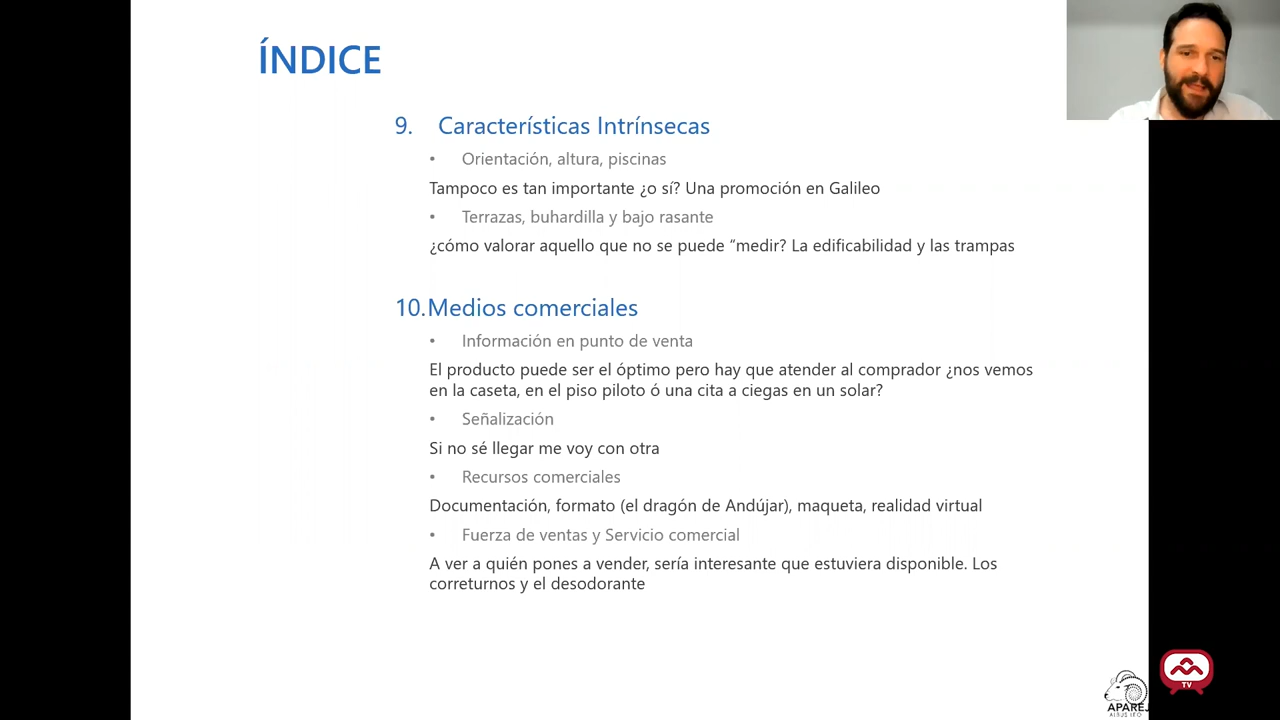 ÍNDICE
9. Características Intrínsecas
• Orientación, altura, piscinas
Tampoco es tan importante ¿o sí? Una promoción en Galileo
• Terrazas, buhardilla y bajo rasante
¿cómo valorar aquello que no se puede “medir? La edificabilidad y las trampas
10.Medios comerciales
• Información en punto de venta
El producto puede ser el óptimo pero hay que atender al comprador ¿nos vemos
en la caseta, en el piso piloto ó una cita a ciegas en un solar?
• Señalización
Si no sé llegar me voy con otra
• Recursos comerciales
Documentación, formato (el dragón de Andújar), maqueta, realidad virtual
• Fuerza de ventas y Servicio comercial
A ver a quién pones a vender, sería interesante que estuviera disponible. Los
correturnos y el desodorante
APAREJ
TV